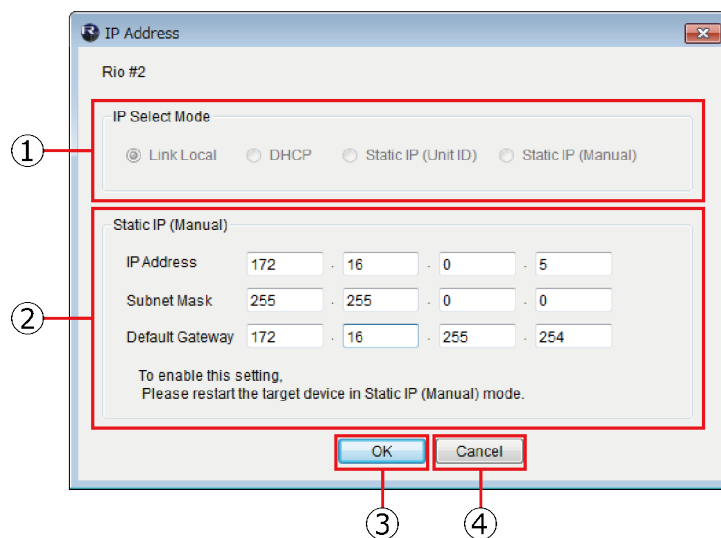 IP Address
Rio #2
IP Select Mode
① Link Local DHCP Static IP (Unit ID) Static IP (Manual)
Static IP (Manual)
IP Address 172 . 16 . 0 . 5
② Subnet Mask 255 . 255 . 0 . 0
Default Gateway 172 . 16 . 255 . 254
To enable this setting,
Please restart the target device in Static IP (Manual) mode.
OK Cancel
③ ④